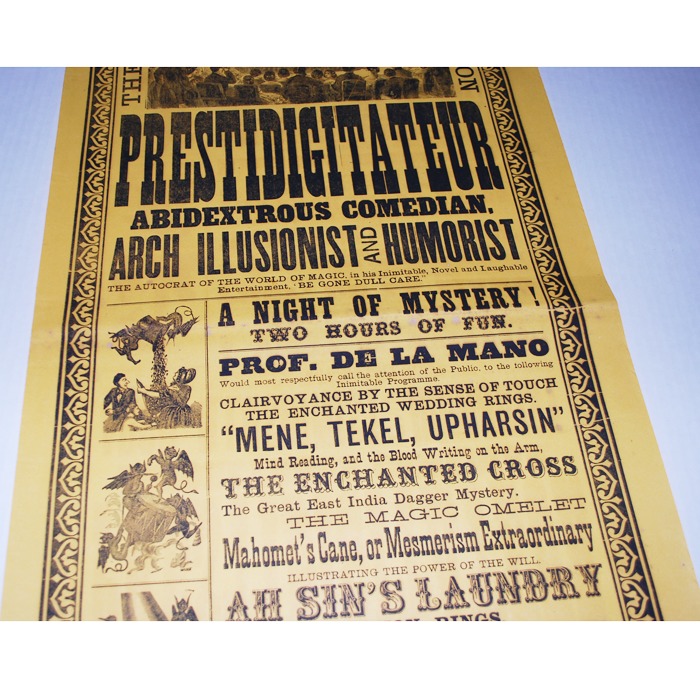 THE
NO
PRESTIDIGITATEUR
ABIDEXTROUS COMEDIAN,
ARCH ILLUSIONIST AND HUMORIST
THE AUTOCRAT OF THE WORLD OF MAGIC, in his Inimitable, Novel and Laughable
Entertainment, "BE GONE DULL CARE."
A NIGHT OF MYSTERY!
TWO HOURS OF FUN.
PROF. DE LA MANO
Would most respectfully call the attention of the Public, to the following
Inimitable Programme.
CLAIRVOYANCE BY THE SENSE OF TOUCH
THE ENCHANTED WEDDING RINGS.
"MENE, TEKEL, UPHARSIN"
Mind Reading, and the Blood Writing on the Arm,
THE ENCHANTED CROSS
The Great East India Dagger Mystery.
THE MAGIC OMELET
Mahomet's Cane, or Mesmerism Extraordinary
ILLUSTRATING THE POWER OF THE WILL.
AH SIN'S LAUNDRY
RINGS